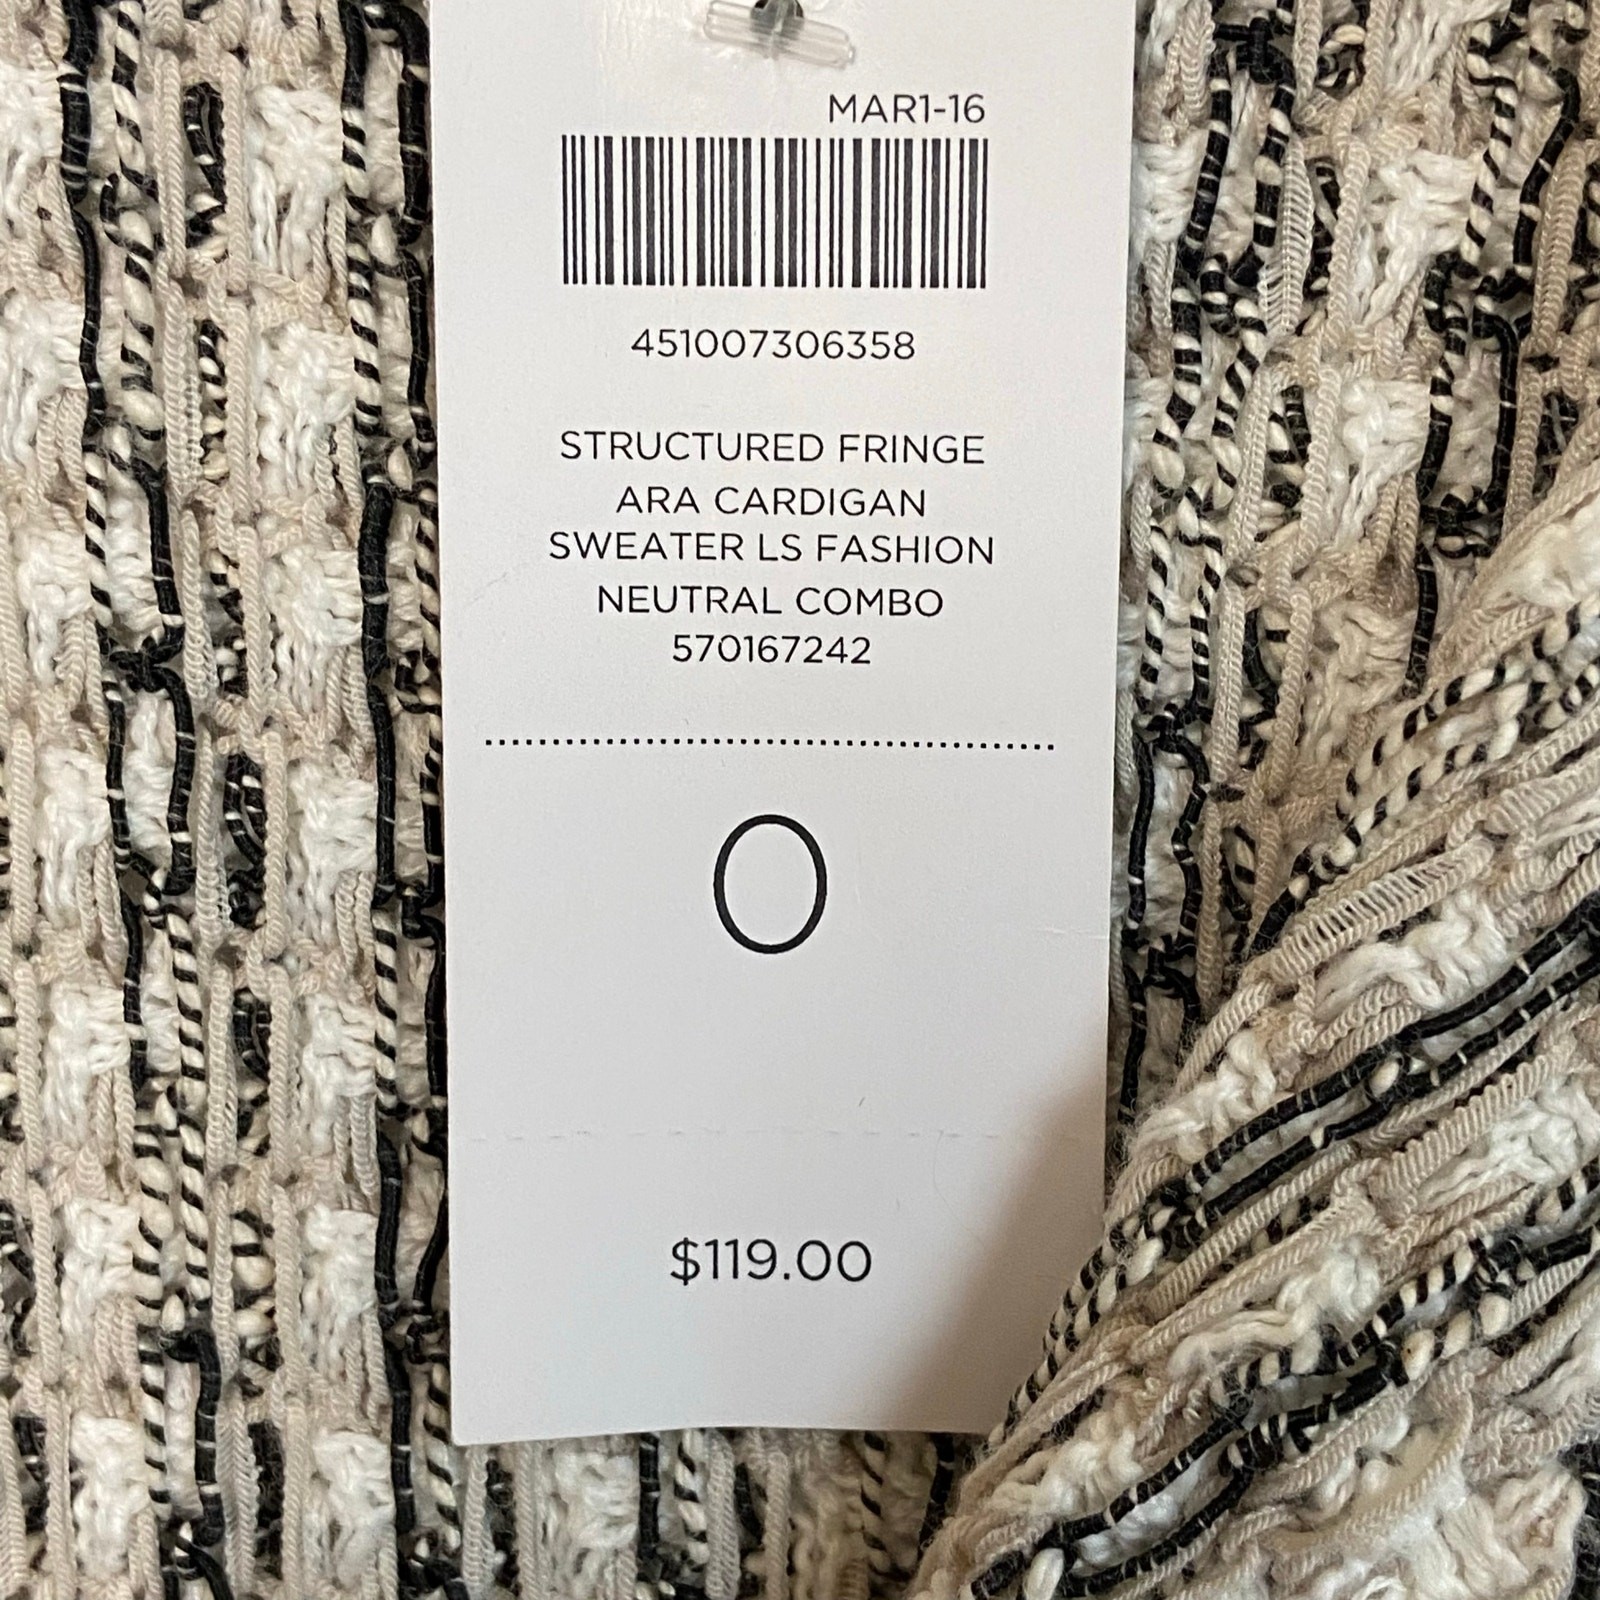 MAR1-16
451007306358
STRUCTURED FRINGE
ARA CARDIGAN
SWEATER LS FASHION
NEUTRAL COMBO
570167242
0
$119.00